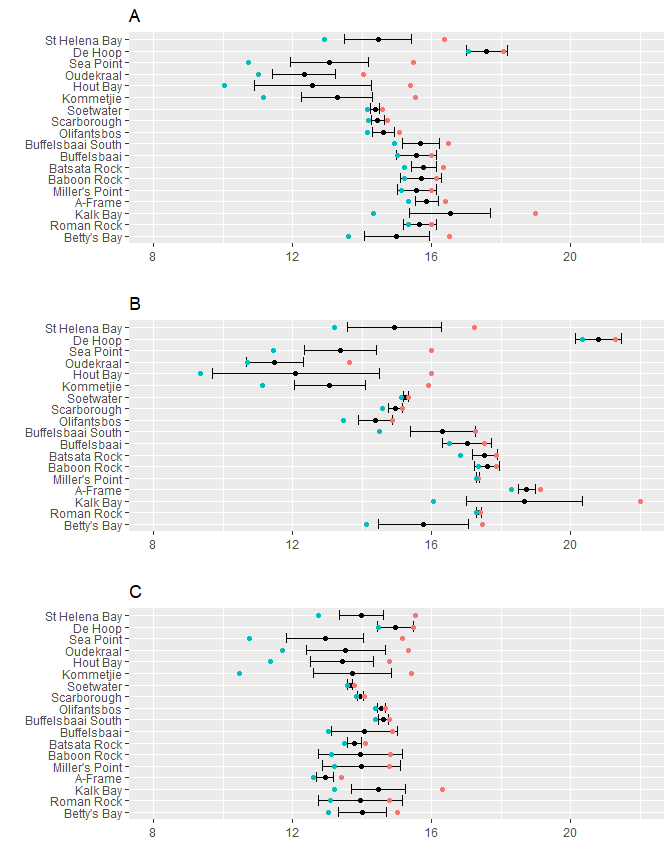 A
St Helena Bay
De Hoop
Sea Point
Oudekraal
Hout Bay
Kommetjie
Soetwater
Scarborough
Olifantsbos
Buffelsbaai South
Buffelsbaai
Batsata Rock
Baboon Rock
Miller's Point
A-Frame
Kalk Bay
Roman Rock
Betty's Bay
8 12 16 20
B
St Helena Bay
De Hoop
Sea Point
Oudekraal
Hout Bay
Kommetjie
Soetwater
Scarborough
Olifantsbos
Buffelsbaai South
Buffelsbaai
Batsata Rock
Baboon Rock
Miller's Point
A-Frame
Kalk Bay
Roman Rock
Betty's Bay
8 12 16 20
C
St Helena Bay
De Hoop
Sea Point
Oudekraal
Hout Bay
Kommetjie
Soetwater
Scarborough
Olifantsbos
Buffelsbaai South
Buffelsbaai
Batsata Rock
Baboon Rock
Miller's Point
A-Frame
Kalk Bay
Roman Rock
Betty's Bay
8 12 16 20